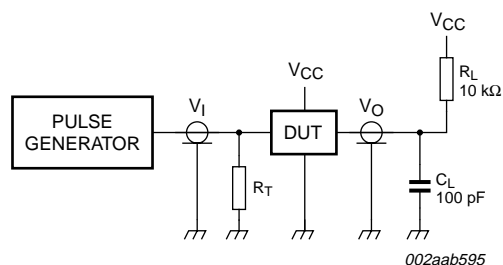 VCC
RL
10 kΩ
VCC
VI
VO
PULSE
GENERATOR
DUT
RT
CL
100 pF
002aab595